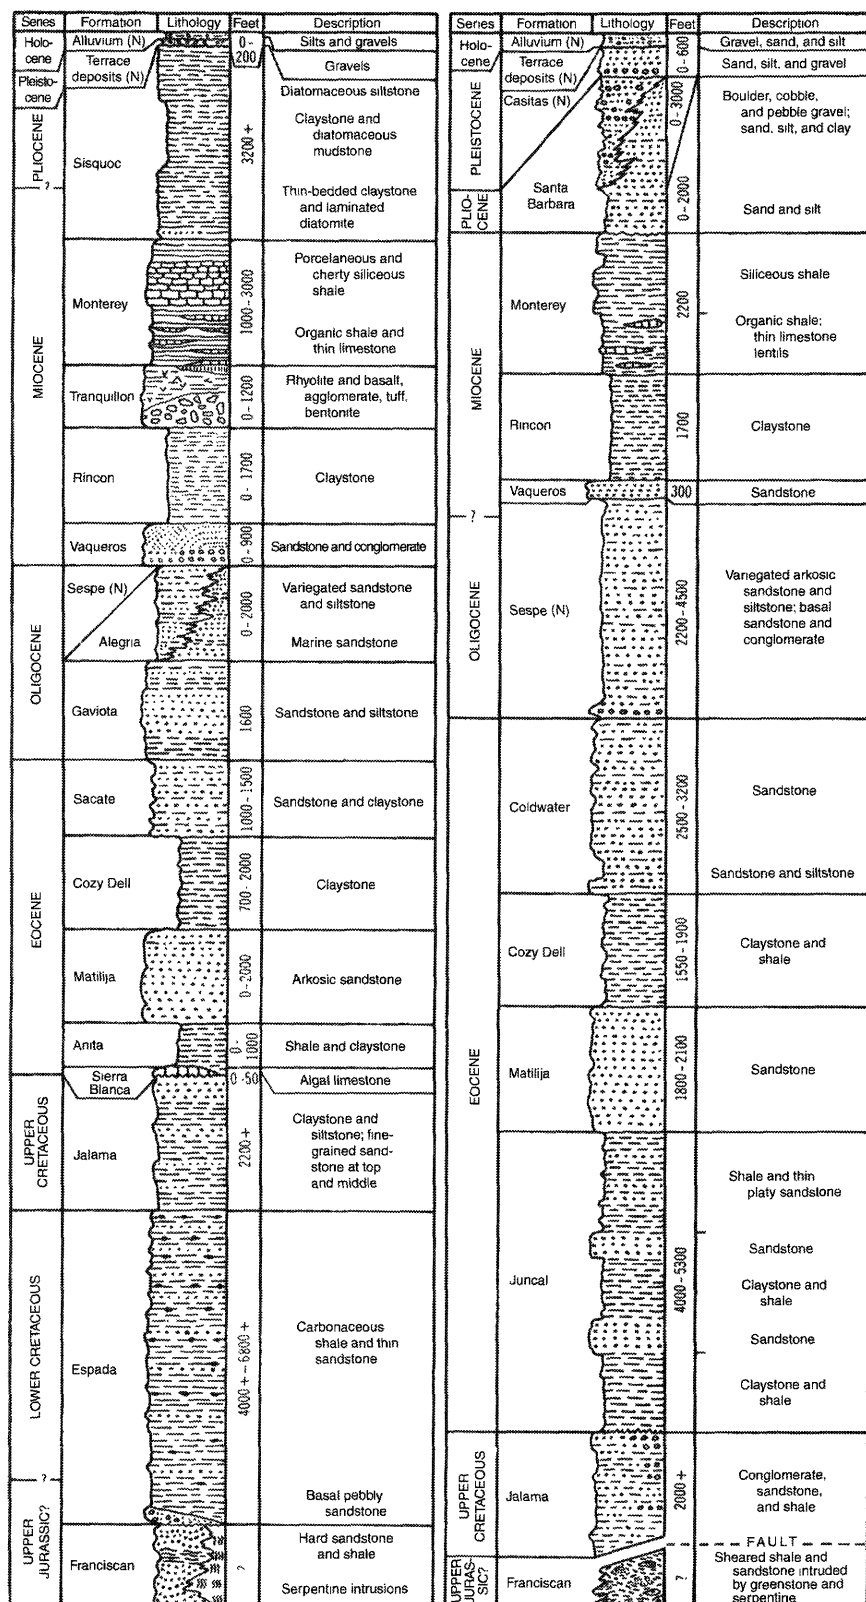 Series Formation Lithology Feet Description
Holo-
cene
Alluvium (N)
0-
200
Silts and gravels
Terrace
deposits (N)
Gravels
Pleisto-
cene
PLIOCENE
?
Sisquoc
3200 +
Diatomaceous siltstone
Claystone and
diatomaceous
mudstone
Thin-bedded claystone
and laminated
diatomite
MIOCENE
Monterey
1000-3000
Porcelaneous and
cherty siliceous
shale
Organic shale and
thin limestone
Tranquillon
0-1200
Rhyolite and basalt,
agglomerate, tuff,
bentonite
Rincon
0-1700
Claystone
Vaqueros
0-900
Sandstone and conglomerate
OLIGOCENE
Sespe (N)
Alegria
0-2000
Variegated sandstone
and siltstone
Marine sandstone
Gaviota
1600
Sandstone and siltstone
EOCENE
Sacate
1000-1500
Sandstone and claystone
Cozy Dell
700-2000
Claystone
Matilija
0-2000
Arkosic sandstone
Anita
0-
1000
Shale and claystone
Sierra
Blanca
0-50
Algal limestone
UPPER
CRETACEOUS
Jalama
2200 +
Claystone and
siltstone; fine-
grained sand-
stone at top
and middle
LOWER CRETACEOUS
?
Espada
4000 + - 6800 +
Carbonaceous
shale and thin
sandstone
Basal pebbly
sandstone
UPPER
JURASSIC?
Franciscan
?
Hard sandstone
and shale
Serpentine intrusions
Series Formation Lithology Feet Description
Holo-
cene
Alluvium (N)
0-600
Gravel, sand, and silt
Terrace
deposits (N)
Sand, silt, and gravel
PLEISTOCENE
Casitas (N)
0-3000
Boulder, cobble,
and pebble gravel;
sand, silt, and clay
PLIO-
CENE
Santa
Barbara
0-2000
Sand and silt
MIOCENE
Monterey
2200
Siliceous shale
Organic shale;
thin limestone
lentils
Rincon
1700
Claystone
Vaqueros
300
Sandstone
?
OLIGOCENE
Sespe (N)
2200-4500
Variegated arkosic
sandstone and
siltstone; basal
sandstone and
conglomerate
EOCENE
Coldwater
2500-3200
Sandstone
Sandstone and siltstone
Cozy Dell
1550-1900
Claystone and
shale
Matilija
1800-2100
Sandstone
Juncal
4000-5300
Shale and thin
platy sandstone
Sandstone
Claystone and
shale
Sandstone
Claystone and
shale
UPPER
CRETACEOUS
Jalama
2000 +
Conglomerate,
sandstone,
and shale
FAULT
UPPER
JURAS-
SIC?
Franciscan
?
Sheared shale and
sandstone intruded
by greenstone and
serpentine